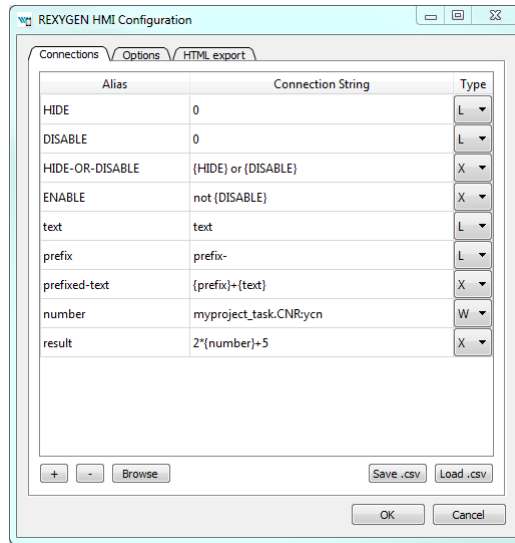 REXYGEN HMI Configuration
Connections Options HTML export
Alias Connection String Type
HIDE 0 L
DISABLE 0 L
HIDE-OR-DISABLE {HIDE} or {DISABLE} X
ENABLE not {DISABLE} X
text text L
prefix prefix- L
prefixed-text {prefix}+{text} X
number myproject_task.CNR:ycn W
result 2*{number}+5 X
+ - Browse Save .csv Load .csv
OK Cancel